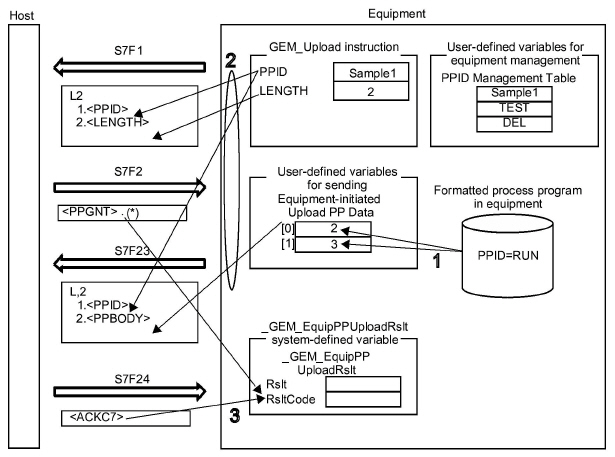 Host
Equipment
S7F1
2
GEM_Upload instruction
PPID
Sample1
LENGTH
2
User-defined variables for
equipment management
PPID Management Table
Sample1
TEST
DEL
L2
1.<PPID>
2.<LENGTH>
S7F2
<PPGNT> . (*)
User-defined variables
for sending
Equipment-initiated
Upload PP Data
[0] 2
[1] 3
Formatted process program
in equipment
PPID=RUN
1
S7F23
L,2
1.<PPID>
2.<PPBODY>
_GEM_EquipPPUploadRslt
system-defined variable
_GEM_EquipPP
UploadRslt
Rslt
RsltCode
S7F24
<ACKC7>
3